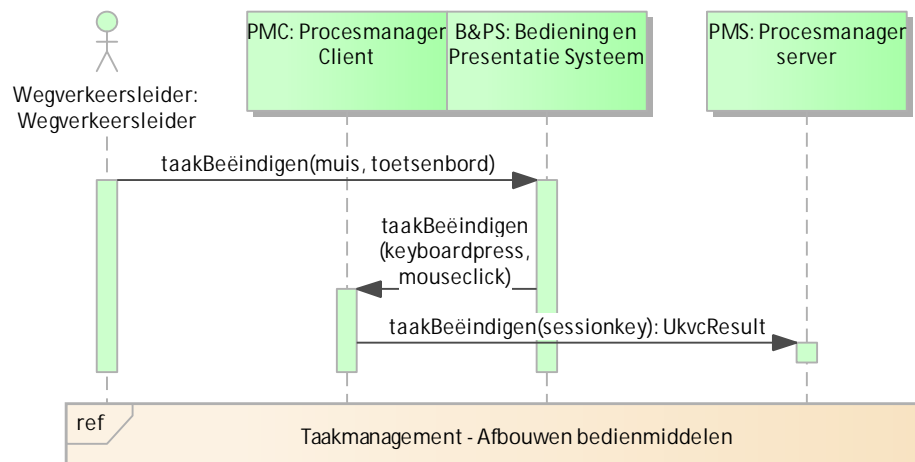 PMC: Procesmanager
Client
B&PS: Bediening en
Presentatie Systeem
PMS: Procesmanager
server
Wegverkeersleider:
Wegverkeersleider
taakBeëindigen(muis, toetsenbord)
taakBeëindigen
(keyboardpress,
mouseclick)
taakBeëindigen(sessionkey): UkvcResult
ref
Taakmanagement - Afbouwen bedienmiddelen